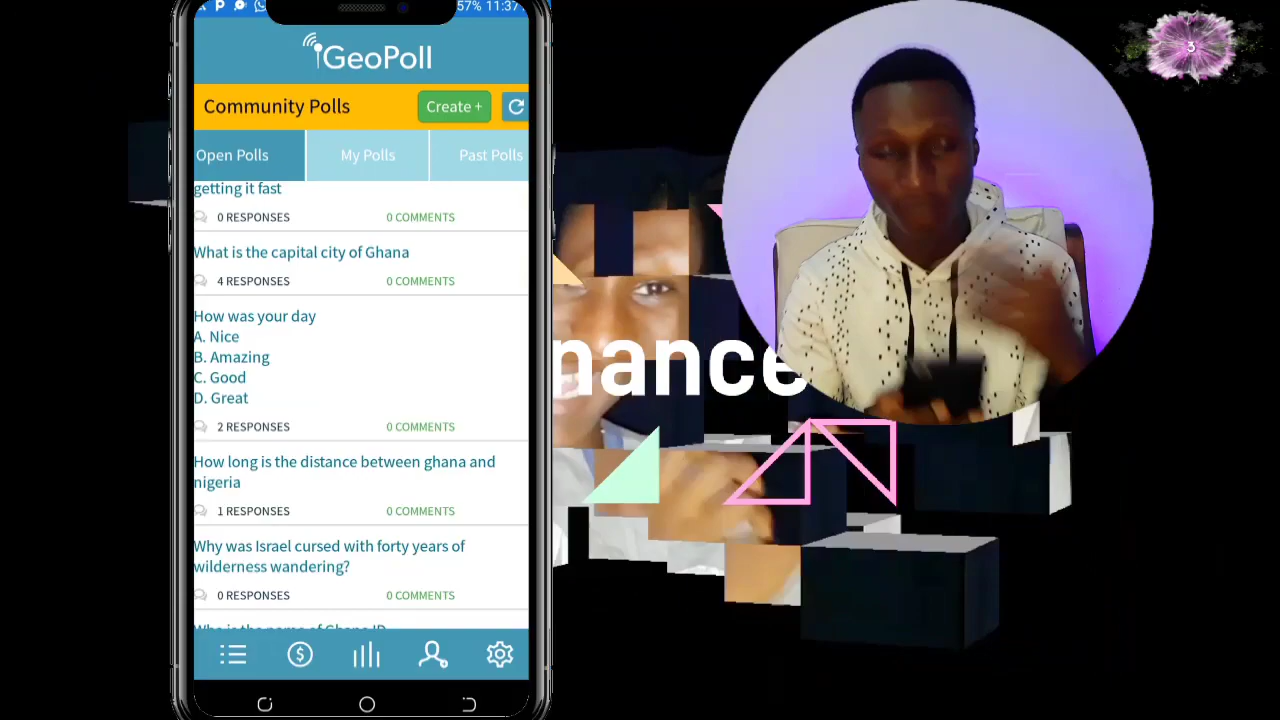 57% 11:37
GeoPoll
Community Polls
Create +
Open Polls
My Polls
Past Polls
getting it fast
0 RESPONSES
0 COMMENTS
What is the capital city of Ghana
4 RESPONSES
0 COMMENTS
How was your day
A. Nice
B. Amazing
C. Good
D. Great
2 RESPONSES
0 COMMENTS
How long is the distance between ghana and
nigeria
1 RESPONSES
0 COMMENTS
Why was Israel cursed with forty years of
wilderness wandering?
0 RESPONSES
0 COMMENTS
nance
3